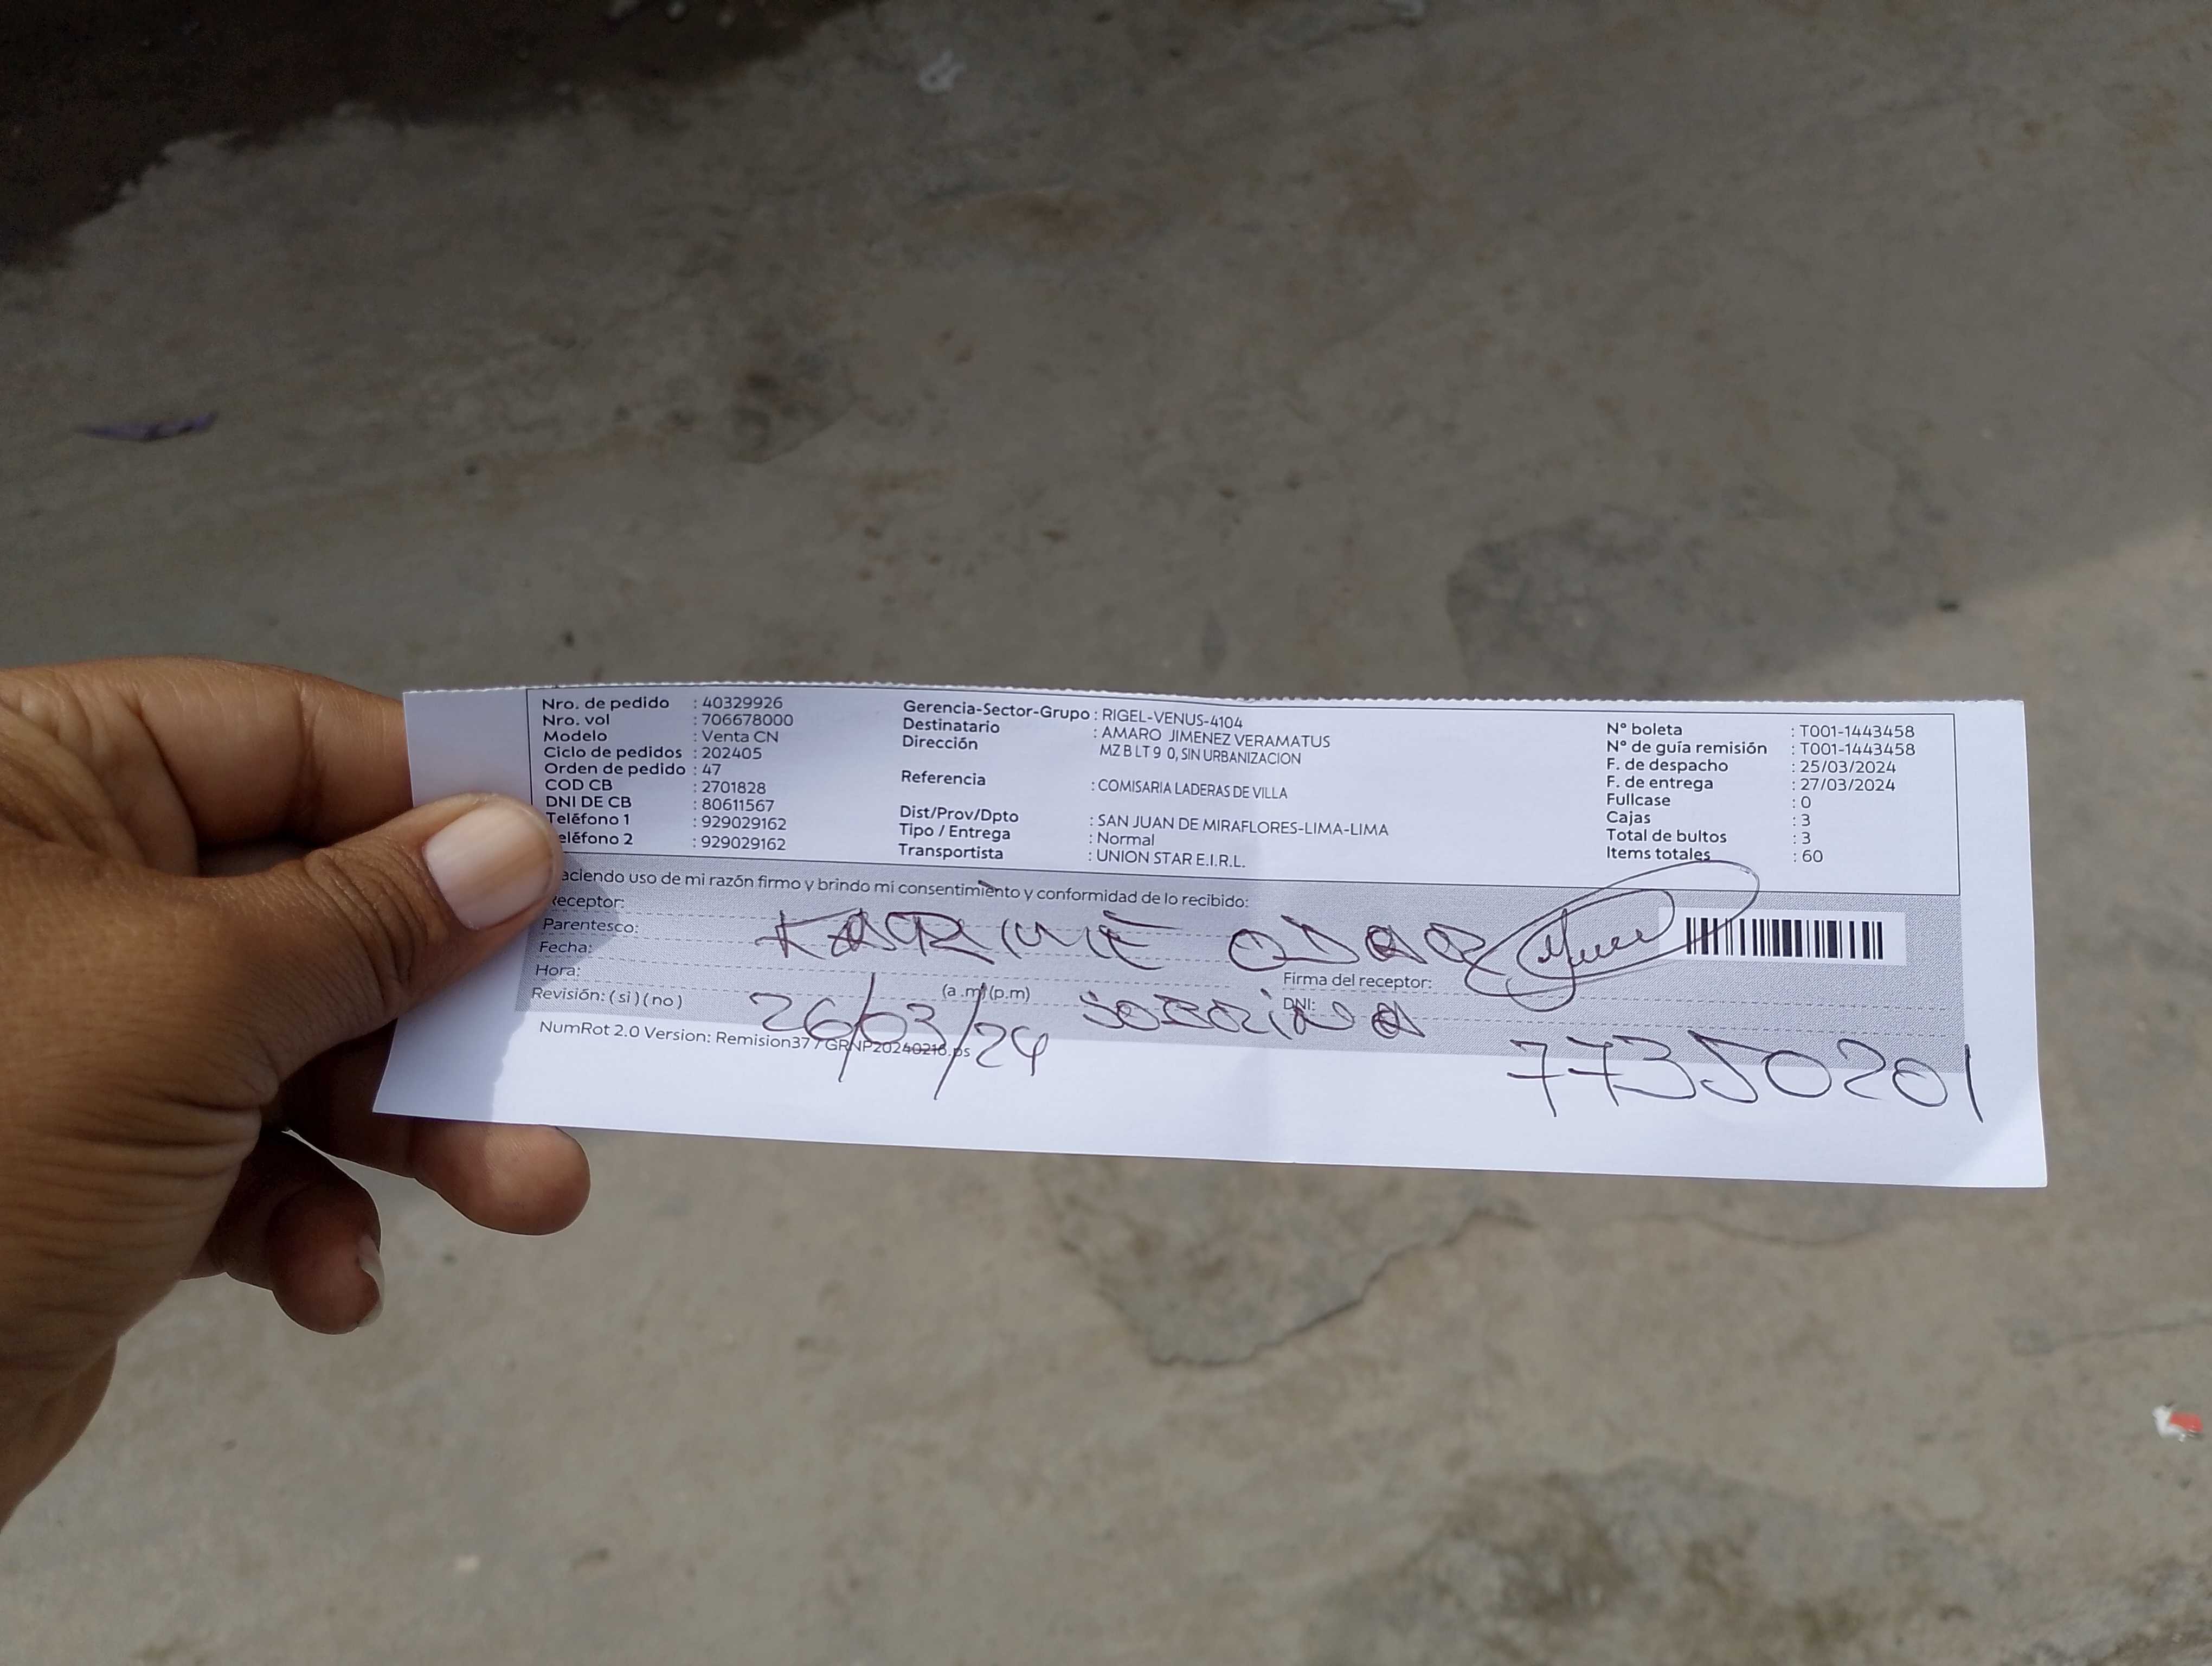 Nro. de pedido : 40329926
Nro. vol : 706678000
Modelo : Venta CN
Ciclo de pedidos : 202405
Orden de pedido : 47
COD CB : 2701828
DNI DE CB : 80611567
Teléfono 1 : 929029162
eléfono 2 : 929029162
Gerencia-Sector-Grupo : RIGEL-VENUS-4104
Destinatario : AMARO JIMENEZ VERAMATUS
Dirección MZ B LT 9 0, SIN URBANIZACION
Referencia : COMISARIA LADERAS DE VILLA
Dist/Prov/Dpto : SAN JUAN DE MIRAFLORES-LIMA-LIMA
Tipo / Entrega : Normal
Transportista : UNION STAR E.I.R.L.
N° boleta : T001-1443458
N° de guía remisión : T001-1443458
F. de despacho : 25/03/2024
F. de entrega : 27/03/2024
Fullcase : 0
Cajas : 3
Total de bultos : 3
Items totales : 60
aciendo uso de mi razón firmo y brindo mi consentimiento y conformidad de lo recibido:
Receptor:
Parentesco: KARINE ODAR
Fecha:
Firma del receptor:
Hora: (a.m) (p.m)
26/03/24 SOBRINA
DNI:
Revisión: ( si ) ( no )
77350201
NumRot 2.0 Version: Remision377GRNP20240216.ps